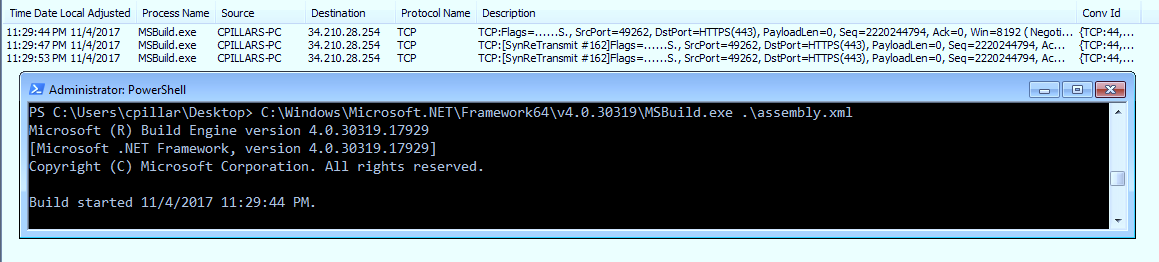 Time Date Local Adjusted Process Name Source Destination Protocol Name Description Conv Id
11:29:44 PM 11/4/2017 MSBuild.exe CPILLARS-PC 34.210.28.254 TCP TCP:Flags=......S., SrcPort=49262, DstPort=HTTPS(443), PayloadLen=0, Seq=2220244794, Ack=0, Win=8192 ( Negoti... {TCP:44,...
11:29:47 PM 11/4/2017 MSBuild.exe CPILLARS-PC 34.210.28.254 TCP TCP:[SynReTransmit #162]Flags=......S., SrcPort=49262, DstPort=HTTPS(443), PayloadLen=0, Seq=2220244794, Ac... {TCP:44,...
11:29:53 PM 11/4/2017 MSBuild.exe CPILLARS-PC 34.210.28.254 TCP TCP:[SynReTransmit #162]Flags=......S., SrcPort=49262, DstPort=HTTPS(443), PayloadLen=0, Seq=2220244794, Ac... {TCP:44,...
Administrator: PowerShell
PS C:\Users\cpillar\Desktop> C:\Windows\Microsoft.NET\Framework64\v4.0.30319\MSBuild.exe .\assembly.xml
Microsoft (R) Build Engine version 4.0.30319.17929
[Microsoft .NET Framework, version 4.0.30319.17929]
Copyright (C) Microsoft Corporation. All rights reserved.
Build started 11/4/2017 11:29:44 PM.